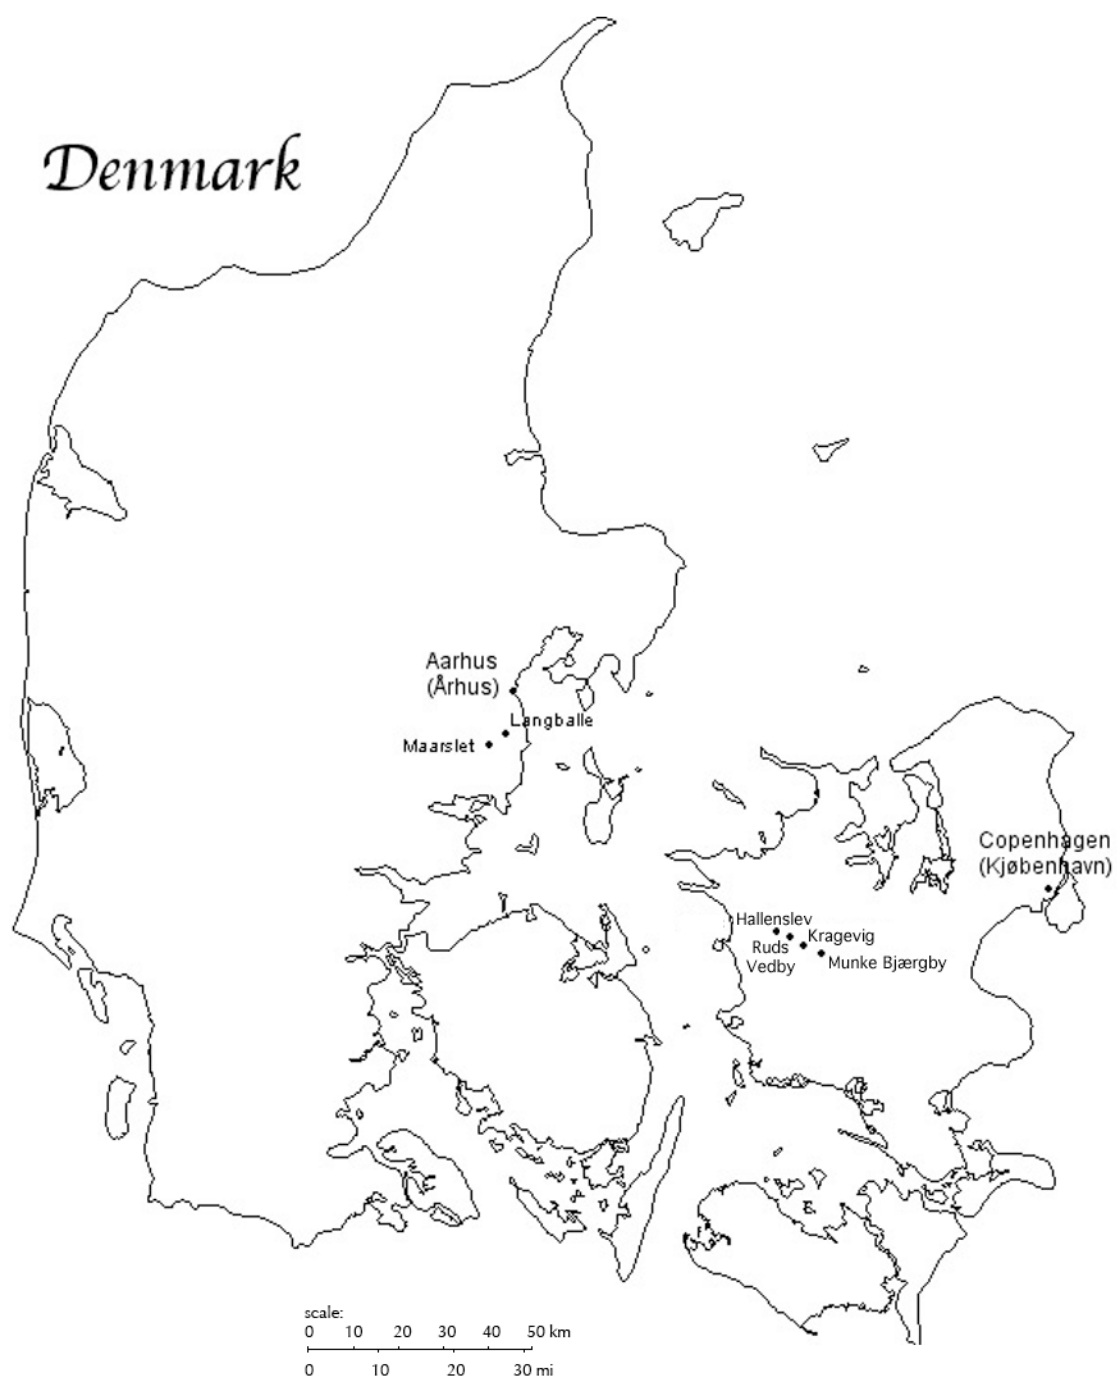 Denmark
Aarhus
(Århus)
Langballe
Maarslet
Copenhagen
(Kjøbenhavn)
Hallenslev
Kragevig
Ruds
Vedby
Munke Bjærgby
scale:
0 10 20 30 40 50 km
0 10 20 30 mi